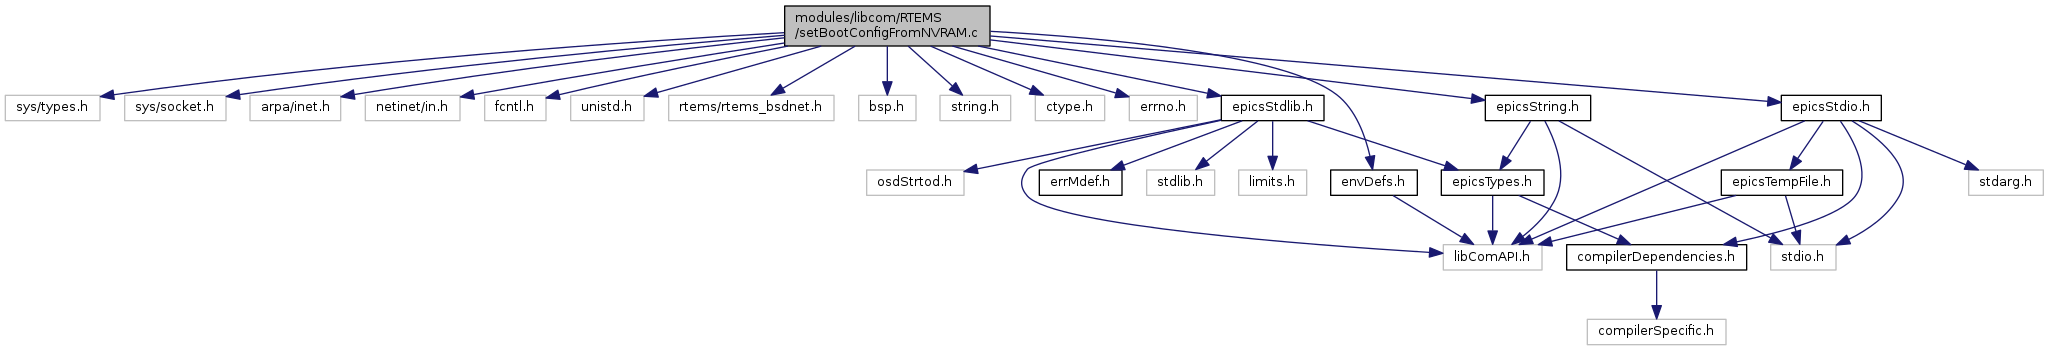 modules/libcom/RTEMS
/setBootConfigFromNVRAM.c
sys/types.h
sys/socket.h
arpa/inet.h
netinet/in.h
fcntl.h
unistd.h
rtems/rtems_bsdnet.h
bsp.h
string.h
ctype.h
errno.h
epicsStdlib.h
epicsString.h
epicsStdio.h
osdStrtod.h
errMdef.h
stdlib.h
limits.h
envDefs.h
epicsTypes.h
epicsTempFile.h
stdarg.h
libComAPI.h
compilerDependencies.h
stdio.h
compilerSpecific.h